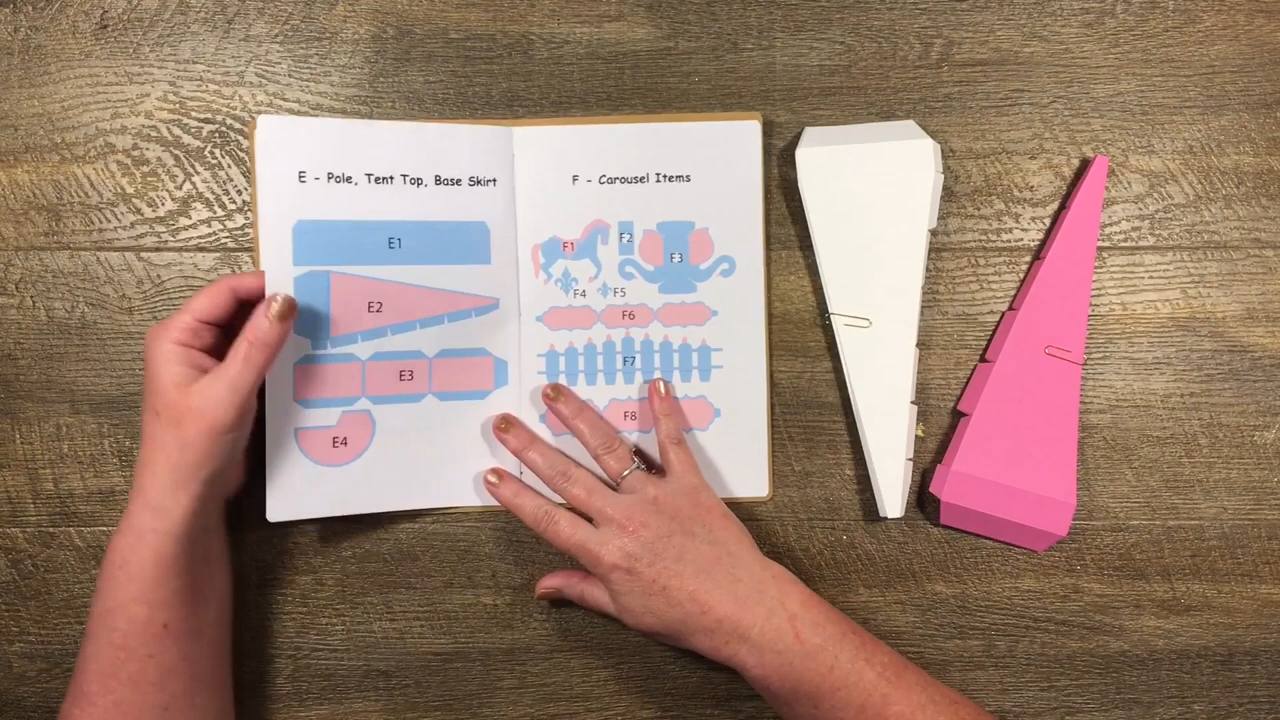 E - Pole, Tent Top, Base Skirt
E1
E2
E3
E4
F - Carousel Items
F1
F2
F3
F4
F5
F6
F7
F8